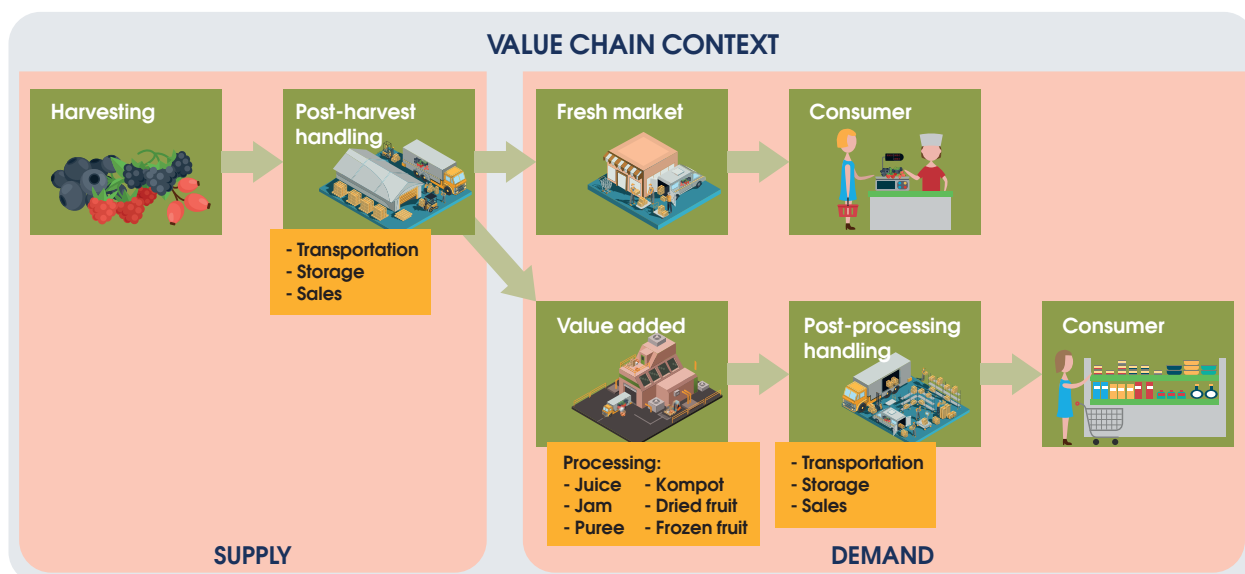 VALUE CHAIN CONTEXT
Harvesting
Post-harvest
handling
- Transportation
- Storage
- Sales
SUPPLY
Fresh market
Consumer
Value added
Processing:
- Juice - Kompot
- Jam - Dried fruit
- Puree - Frozen fruit
Post-processing
handling
- Transportation
- Storage
- Sales
Consumer
DEMAND